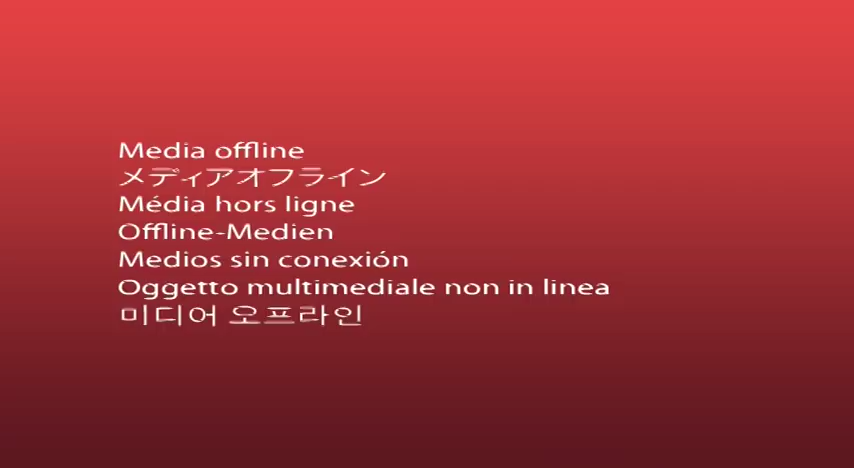 Media offline
メディアオフライン
Média hors ligne
Offline-Medien
Medios sin conexión
Oggetto multimediale non in linea
미디어 오프라인